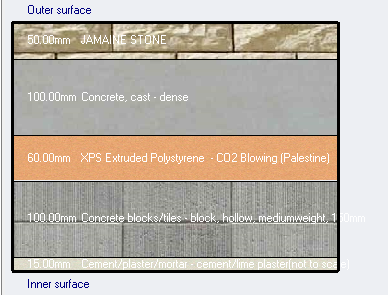 Outer surface
50.00mm JAMAINE STONE
100.00mm Concrete, cast - dense
60.00mm XPS Extruded Polystyrene - CO2 Blowing (Palestine)
100.00mm Concrete blocks/tiles - block, hollow, mediumweight, 150mm
15.00mm Cement/plaster/mortar - cement/lime plaster(not to scale)
Inner surface